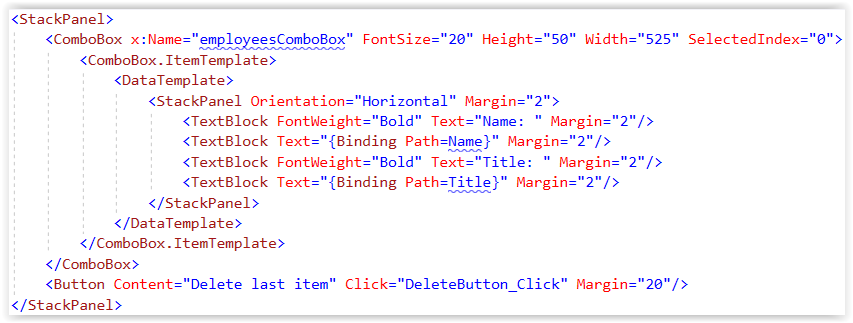 <StackPanel>
    <ComboBox x:Name="employeesComboBox" FontSize="20" Height="50" Width="525" SelectedIndex="0">
        <ComboBox.ItemTemplate>
            <DataTemplate>
                <StackPanel Orientation="Horizontal" Margin="2">
                    <TextBlock FontWeight="Bold" Text="Name: " Margin="2"/>
                    <TextBlock Text="{Binding Path=Name}" Margin="2"/>
                    <TextBlock FontWeight="Bold" Text="Title: " Margin="2"/>
                    <TextBlock Text="{Binding Path=Title}" Margin="2"/>
                </StackPanel>
            </DataTemplate>
        </ComboBox.ItemTemplate>
    </ComboBox>
    <Button Content="Delete last item" Click="DeleteButton_Click" Margin="20"/>
</StackPanel>